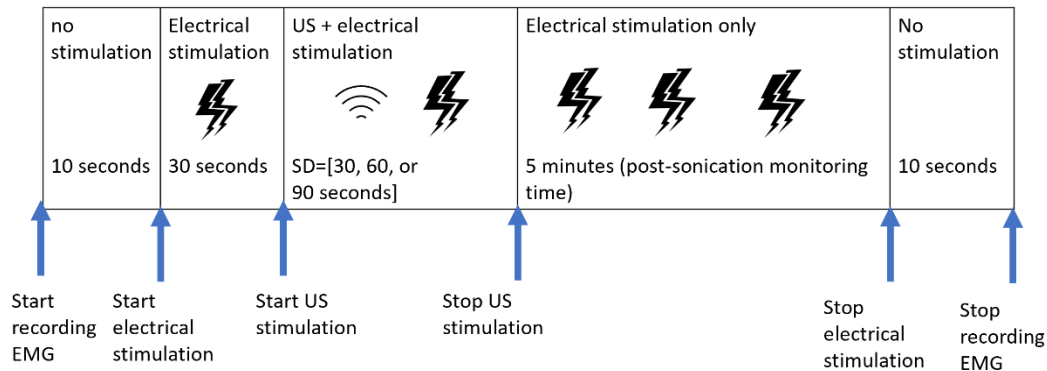 no
stimulation
10 seconds
Electrical
stimulation
30 seconds
US + electrical
stimulation
SD=[30, 60, or
90 seconds]
Electrical stimulation only
5 minutes (post-sonication monitoring
time)
No
stimulation
10 seconds
Start
recording
EMG
Start
electrical
stimulation
Start US
stimulation
Stop US
stimulation
Stop
electrical
stimulation
Stop
recording
EMG